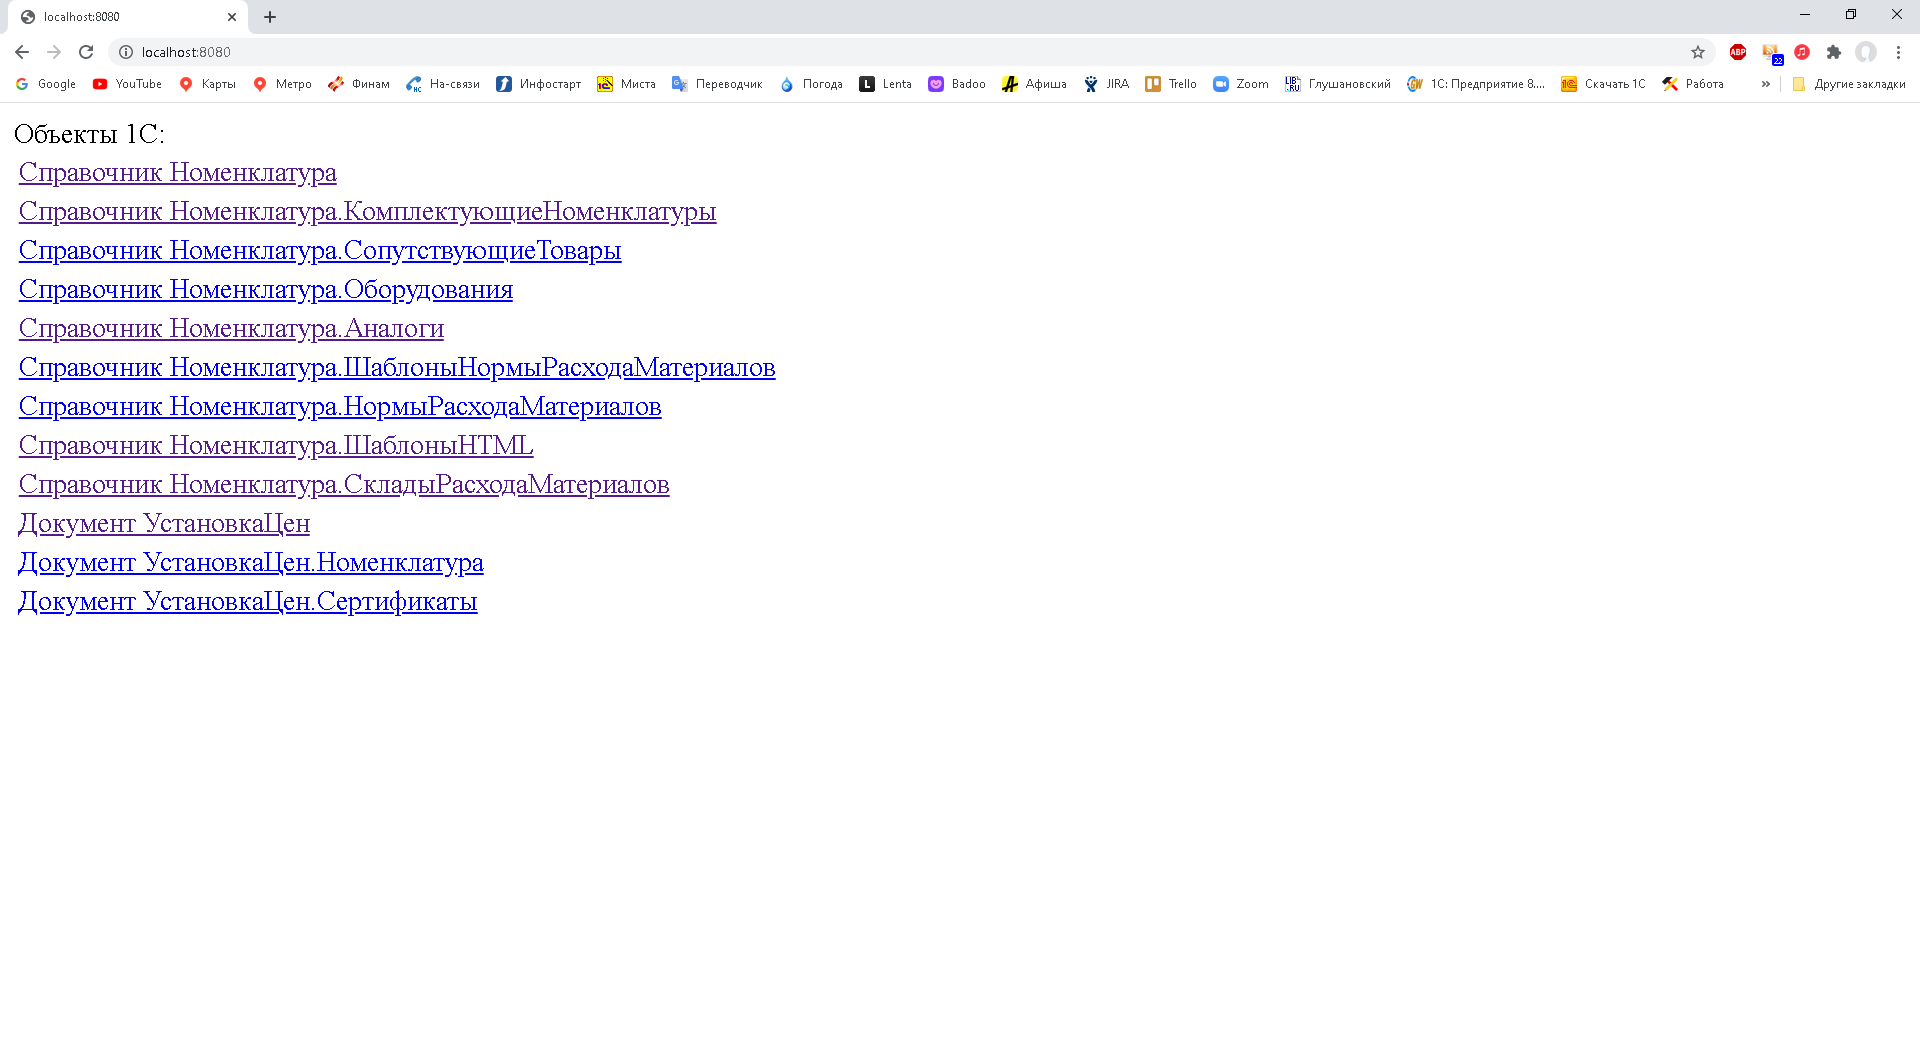 localhost:8080
localhost:8080
ABP
22
Google YouTube Карты Метро Финам На-связи Инфостарт Миста Переводчик Погода Lenta Badoo Афиша JIRA Trello Zoom Глушановский 1С: Предприятие 8.... Скачать 1С Работа » Другие закладки
Объекты 1С:
Справочник Номенклатура
Справочник Номенклатура.КомплектующиеНоменклатуры
Справочник Номенклатура.СопутствующиеТовары
Справочник Номенклатура.Оборудования
Справочник Номенклатура.Аналоги
Справочник Номенклатура.ШаблоныНормыРасходаМатериалов
Справочник Номенклатура.НормыРасходаМатериалов
Справочник Номенклатура.ШаблоныHTML
Справочник Номенклатура.СкладыРасходаМатериалов
Документ УстановкаЦен
Документ УстановкаЦен.Номенклатура
Документ УстановкаЦен.Сертификаты